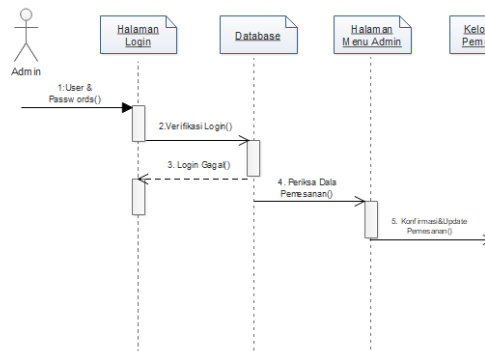 Halaman
Login
Database
Halaman
Menu Admin
Kelo
Pem
Admin
1:User &
Passw ords()
2.Verifikasi Login()
3. Login Gagal()
4. Periksa Dala
Pemesanan()
5. Konfirmasi&Update
Pemesanan()